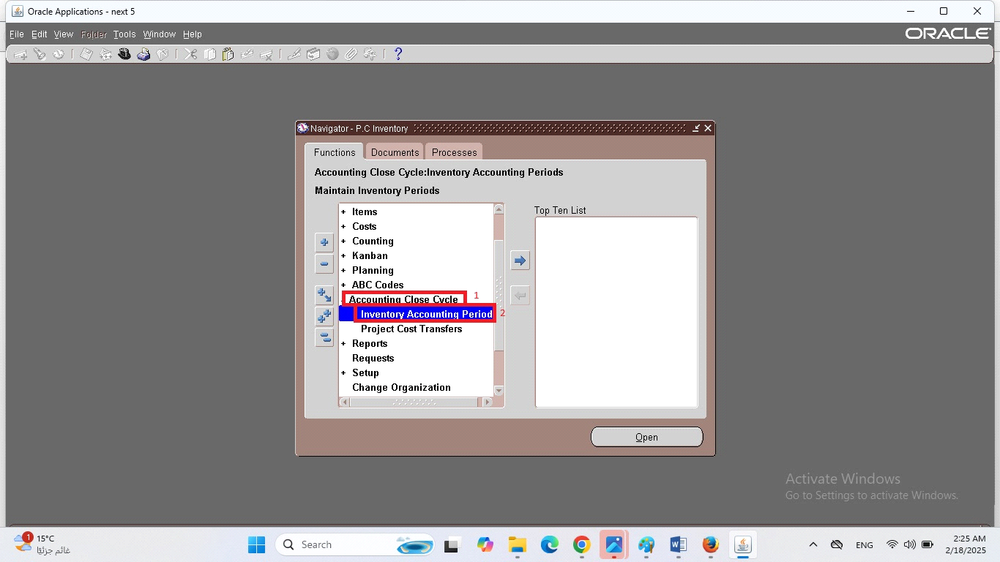 Oracle Applications - next 5
File Edit View Folder Tools Window Help
ORACLE
?
Navigator - P.C Inventory
Functions Documents Processes
Accounting Close Cycle:Inventory Accounting Periods
Maintain Inventory Periods
Top Ten List
+ Items
+ Costs
+ Counting
+ Kanban
+ Planning
+ ABC Codes
Accounting Close Cycle 1
Inventory Accounting Period 2
Project Cost Transfers
+ Reports
Requests
+ Setup
Change Organization
Open
Activate Windows
Go to Settings to activate Windows.
1
15°C
غائم جزئيًا
Search
ENG
2:25 AM
2/18/2025